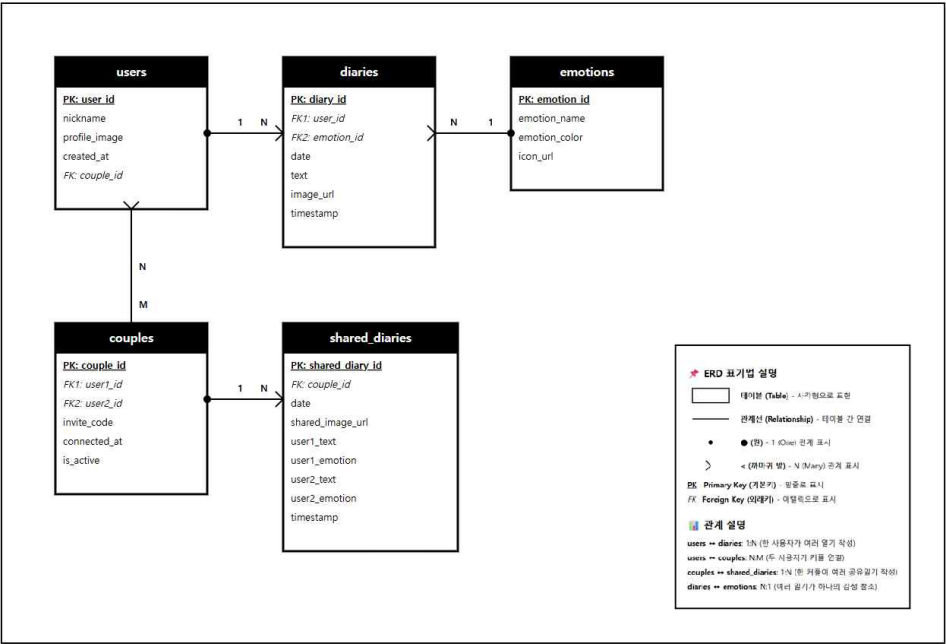 users
PK: user_id
nickname
profile_image
created_at
FK: couple_id
1 N
diaries
PK: diary_id
FK1: user_id
FK2: emotion_id
date
text
image_url
timestamp
N 1
emotions
PK: emotion_id
emotion_name
emotion_color
icon_url
N
M
couples
PK: couple_id
FK1: user1_id
FK2: user2_id
invite_code
connected_at
is_active
1 N
shared_diaries
PK: shared_diary_id
FK: couple_id
date
shared_image_url
user1_text
user1_emotion
user2_text
user2_emotion
timestamp
📌 ERD 표기법 설명
테이블 (Table) - 사각형으로 표현
관계선 (Relationship) - 테이블 간 연결
● (원) - 1 (One) 관계 표시
< (까마귀 발) - N (Many) 관계 표시
PK Primary Key (기본키) - 밑줄로 표시
FK Foreign Key (외래키) - 이탤릭으로 표시
📊 관계 설명
users ↔ diaries: 1:N (한 사용자가 여러 일기 작성)
users ↔ couples: N:M (두 사용자가 커플 연결)
couples ↔ shared_diaries: 1:N (한 커플이 여러 공유일기 작성)
diaries ↔ emotions: N:1 (여러 일기가 하나의 감정 참조)